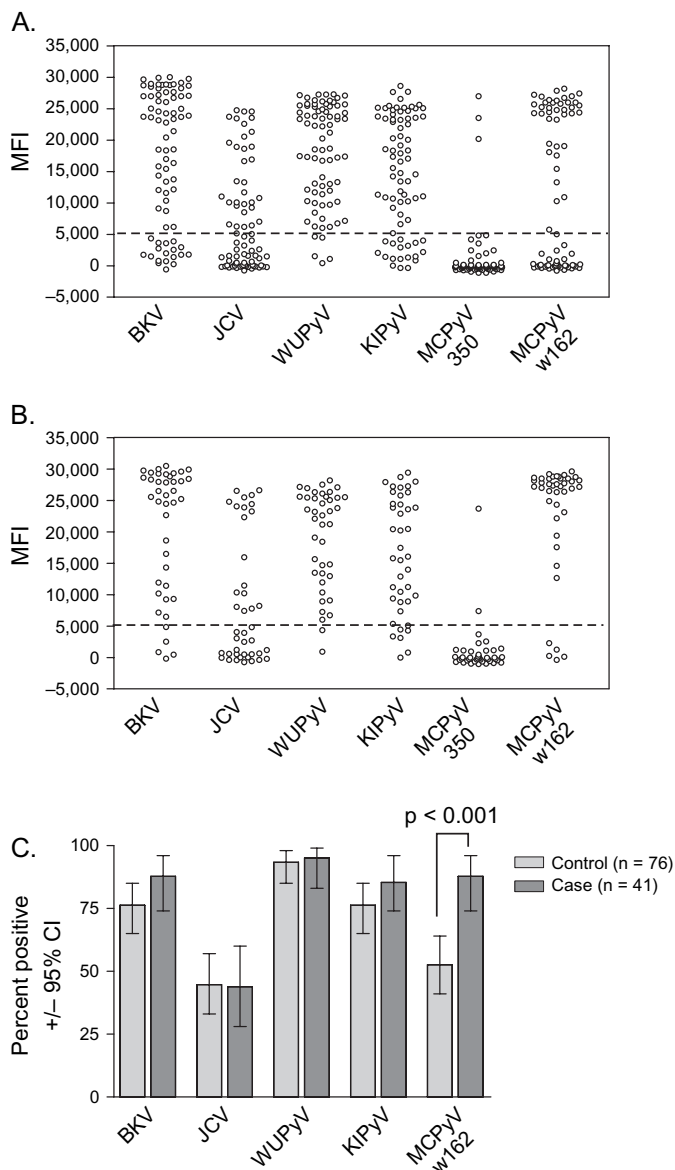 A.
35,000
30,000
25,000
20,000
15,000
10,000
5,000
0
–5,000
MFI
BKV
JCV
WUPyV
KIPyV
MCPyV
350
MCPyV
w162
B.
35,000
30,000
25,000
20,000
15,000
10,000
5,000
0
–5,000
MFI
BKV
JCV
WUPyV
KIPyV
MCPyV
350
MCPyV
w162
C.
p < 0.001
100
75
50
25
0
Percent positive
+/– 95% CI
Control (n = 76)
Case (n = 41)
BKV
JCV
WUPyV
KIPyV
MCPyV
w162